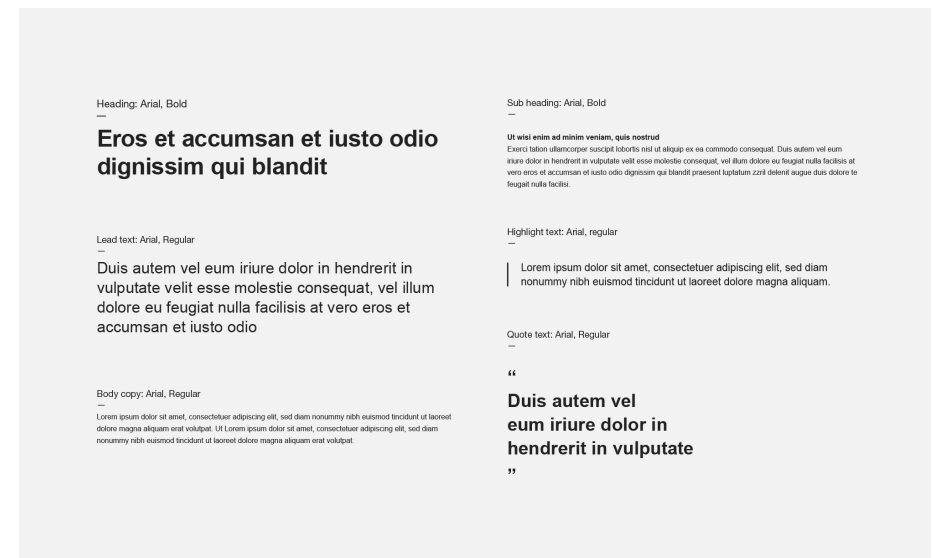 Heading: Arial, Bold
—
Eros et accumsan et iusto odio
dignissim qui blandit
Lead text: Arial, Regular
—
Duis autem vel eum iriure dolor in hendrerit in
vulputate velit esse molestie consequat, vel illum
dolore eu feugiat nulla facilisis at vero eros et
accumsan et iusto odio
Body copy: Arial, Regular
—
Lorem ipsum dolor sit amet, consectetuer adipiscing elit, sed diam nonummy nibh euismod tincidunt ut laoreet
dolore magna aliquam erat volutpat. Ut Lorem ipsum dolor sit amet, consectetuer adipiscing elit, sed diam
nonummy nibh euismod tincidunt ut laoreet dolore magna aliquam erat volutpat.
Sub heading: Arial, Bold
—
Ut wisi enim ad minim veniam, quis nostrud
Exerci tation ullamcorper suscipit lobortis nisl ut aliquip ex ea commodo consequat. Duis autem vel eum
iriure dolor in hendrerit in vulputate velit esse molestie consequat, vel illum dolore eu feugiat nulla facilisis at
vero eros et accumsan et iusto odio dignissim qui blandit praesent luptatum zzril delenit augue duis dolore te
feugait nulla facilisi.
Highlight text: Arial, regular
—
Lorem ipsum dolor sit amet, consectetuer adipiscing elit, sed diam
nonummy nibh euismod tincidunt ut laoreet dolore magna aliquam.
Quote text: Arial, Regular
—
“
Duis autem vel
eum iriure dolor in
hendrerit in vulputate
”